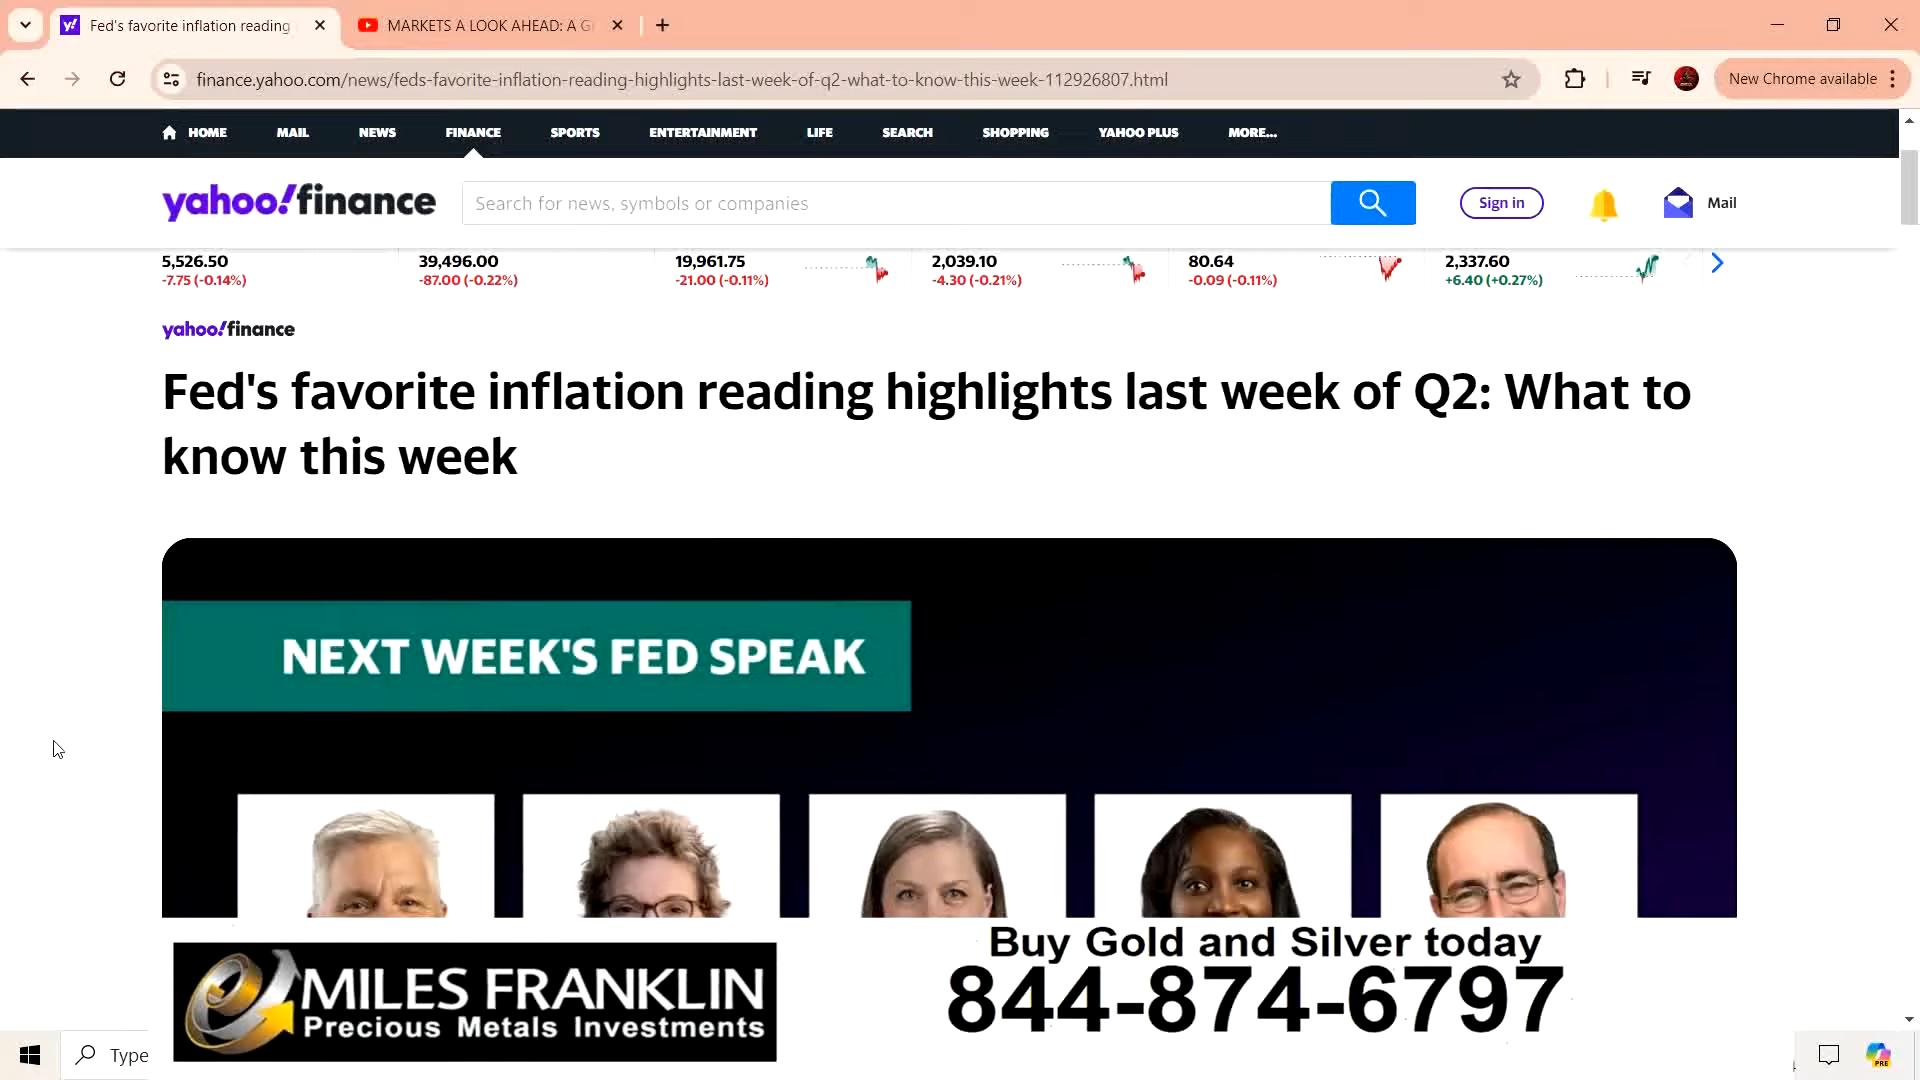 Fed's favorite inflation reading
MARKETS A LOOK AHEAD: A G
finance.yahoo.com/news/feds-favorite-inflation-reading-highlights-last-week-of-q2-what-to-know-this-week-112926807.html
New Chrome available
HOME MAIL NEWS FINANCE SPORTS ENTERTAINMENT LIFE SEARCH SHOPPING YAHOO PLUS MORE...
yahoo!finance
Search for news, symbols or companies
Sign in
Mail
5,526.50 39,496.00 19,961.75 2,039.10 80.64 2,337.60
-7.75 (-0.14%) -87.00 (-0.22%) -21.00 (-0.11%) -4.30 (-0.21%) -0.09 (-0.11%) +6.40 (+0.27%)
yahoo!finance
Fed's favorite inflation reading highlights last week of Q2: What to
know this week
NEXT WEEK'S FED SPEAK
MILES FRANKLIN
Precious Metals Investments
Buy Gold and Silver today
844-874-6797
Type
PRE